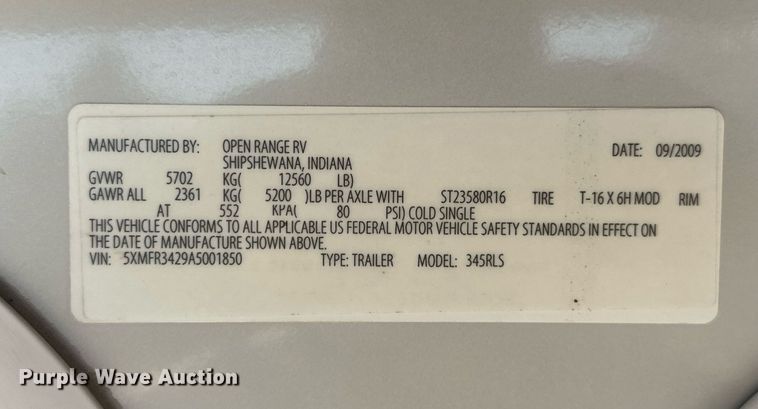 MANUFACTURED BY: OPEN RANGE RV DATE: 09/2009
SHIPSHEWANA, INDIANA
GVWR 5702 KG( 12560 LB)
GAWR ALL 2361 KG( 5200 )LB PER AXLE WITH ST23580R16 TIRE T-16 X 6H MOD RIM
AT 552 KPA( 80 PSI) COLD SINGLE
THIS VEHICLE CONFORMS TO ALL APPLICABLE US FEDERAL MOTOR VEHICLE SAFETY STANDARDS IN EFFECT ON
THE DATE OF MANUFACTURE SHOWN ABOVE.
VIN: 5XMFR3429A5001850 TYPE: TRAILER MODEL: 345RLS
Purple Wave Auction